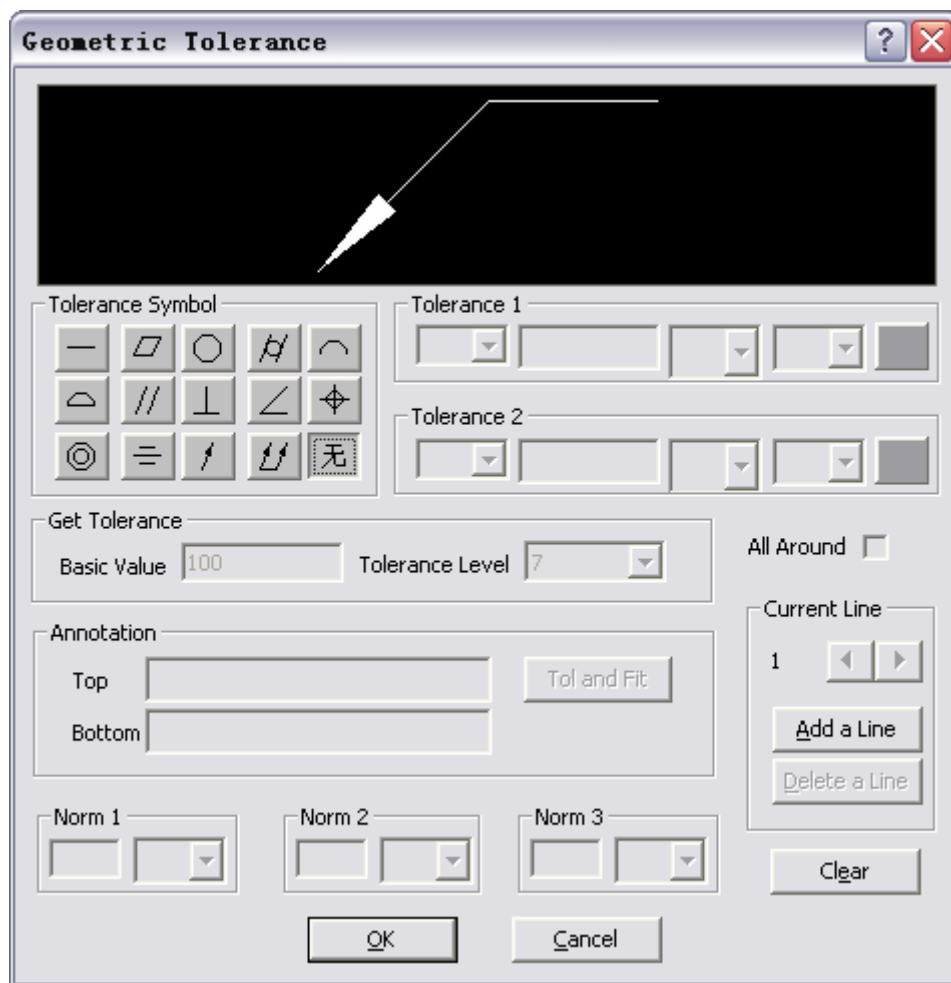 Geometric Tolerance
Tolerance Symbol
Tolerance 1
无
Tolerance 2
Get Tolerance
Basic Value 100 Tolerance Level 7
All Around
Annotation
Top
Tol and Fit
Bottom
Current Line
1
Add a Line
Delete a Line
Norm 1
Norm 2
Norm 3
Clear
OK
Cancel